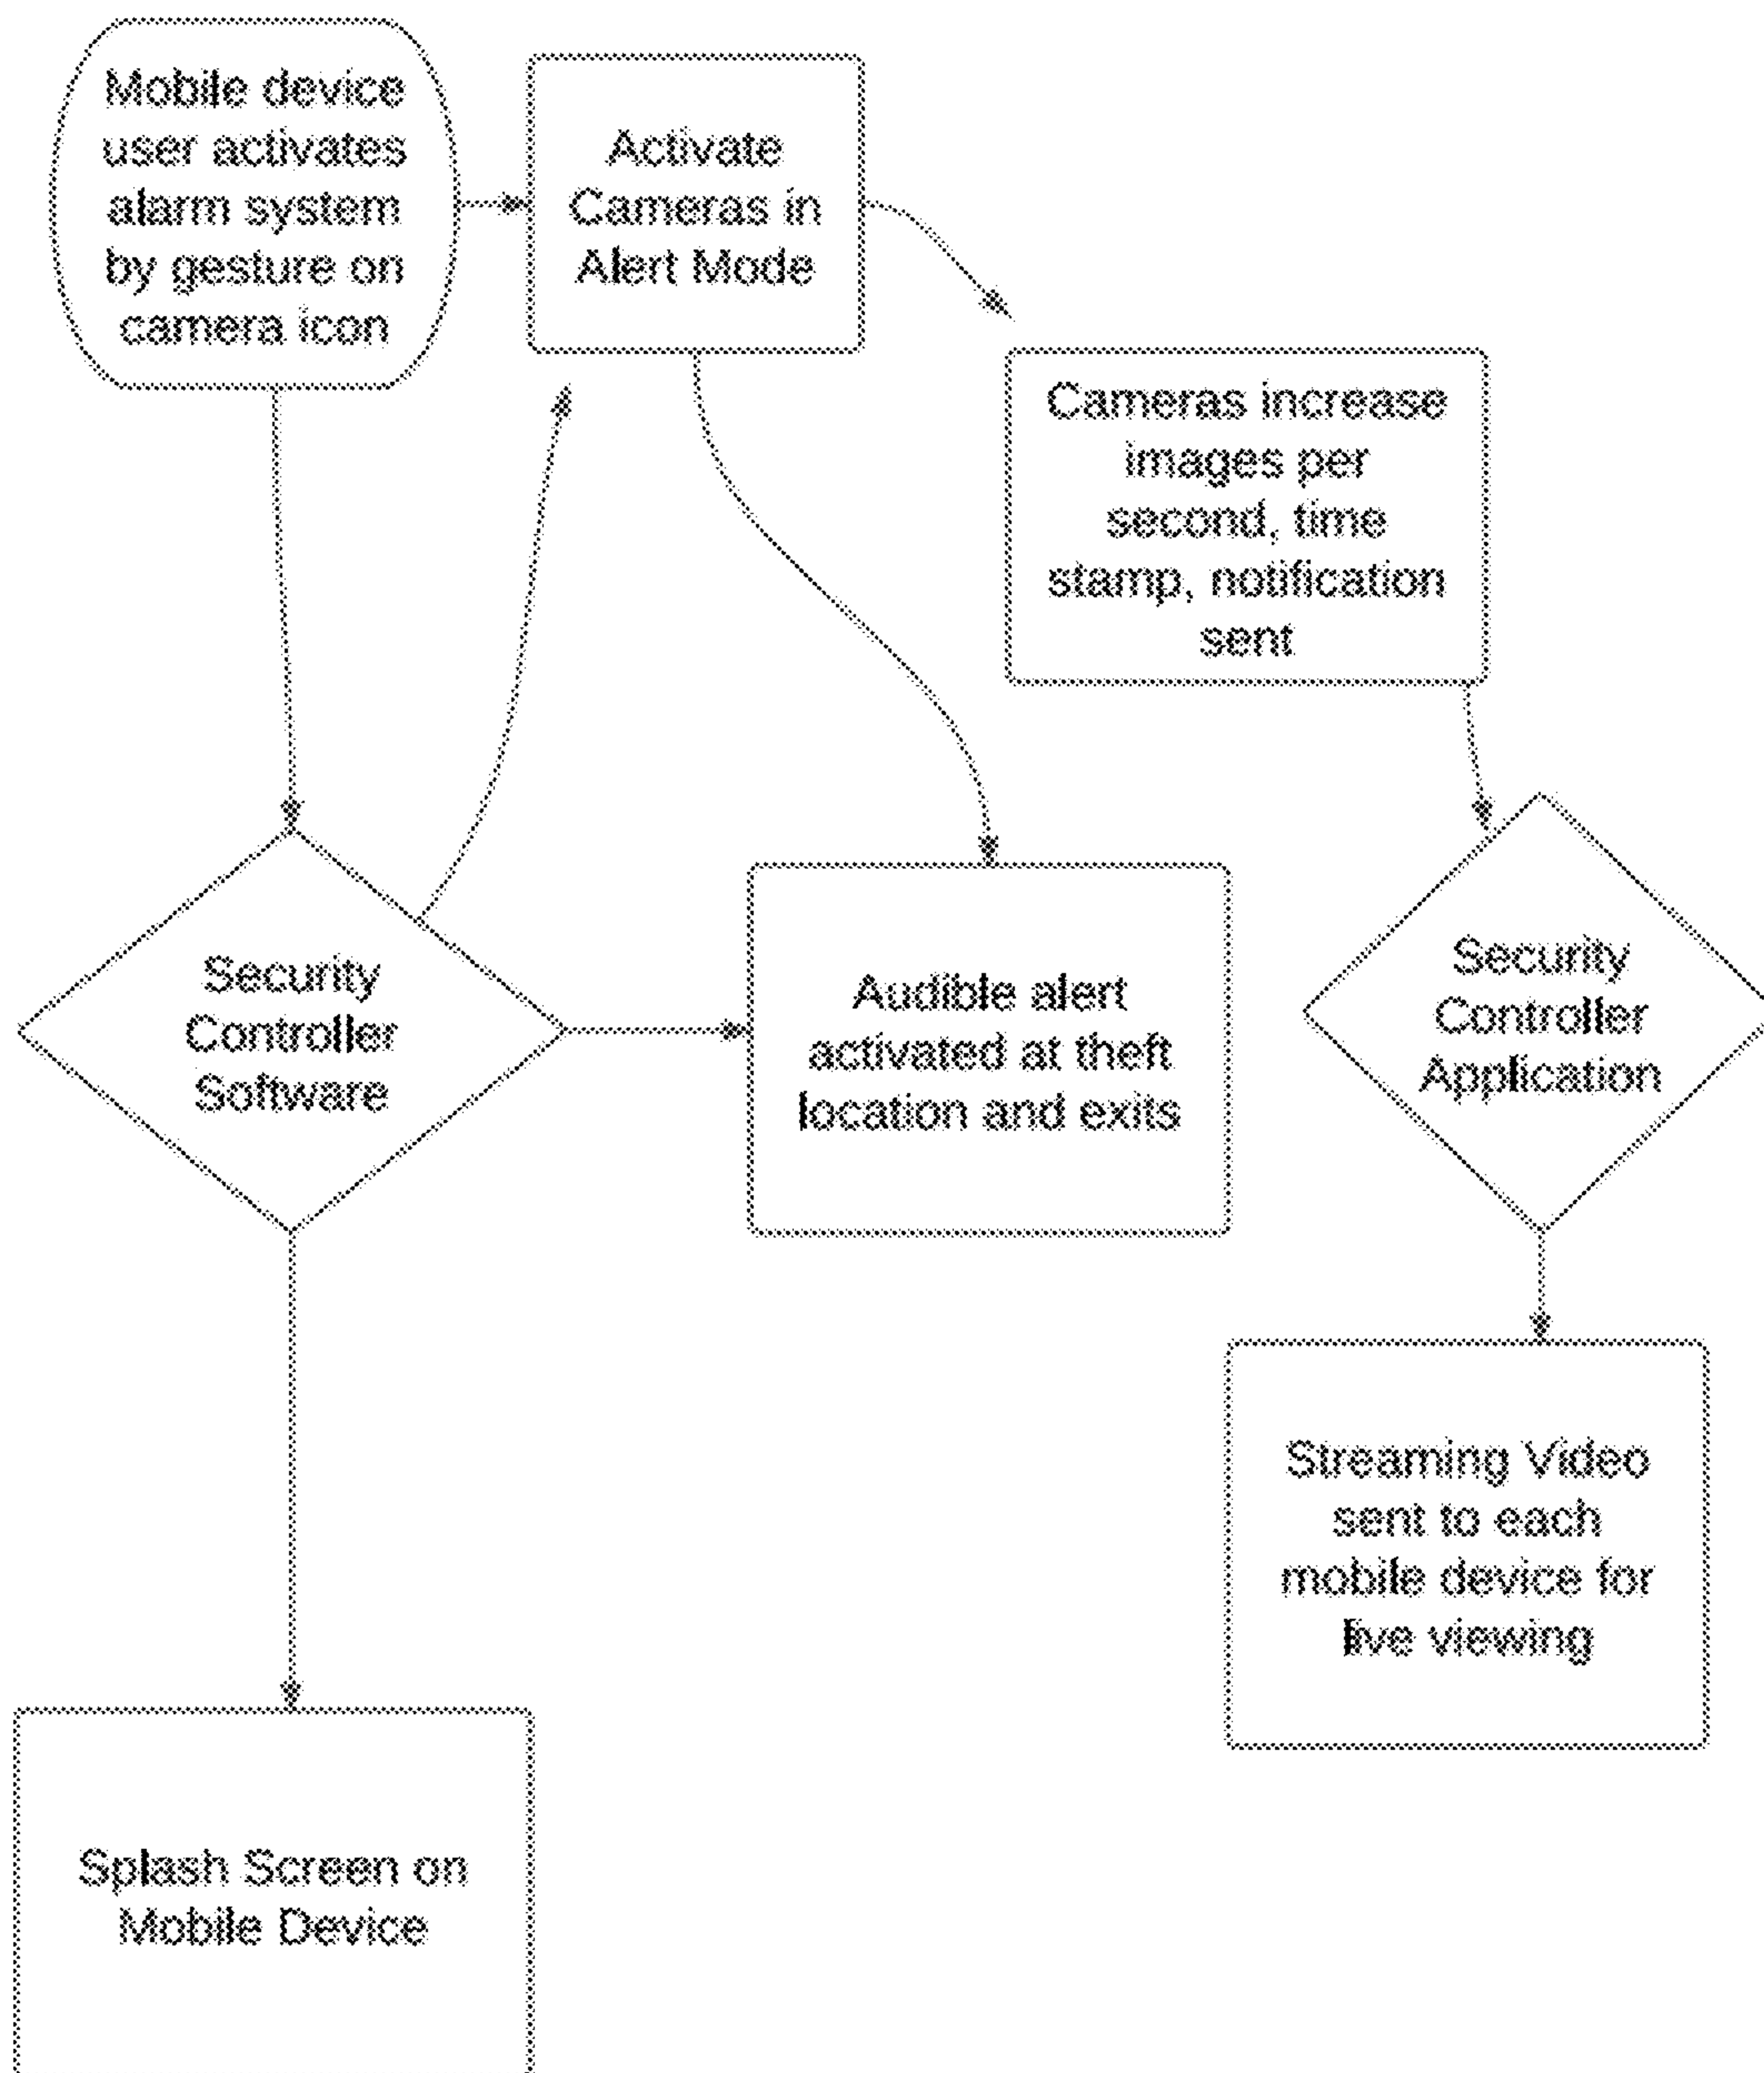 Mobile device
user activates
alarm system
by gesture on
camera icon
Activate
Cameras in
Alert Mode
Cameras increase
images per
second, time
stamp, notification
sent
Security
Controller
Software
Audible alert
activated at theft
location and exits
Security
Controller
Application
Streaming Video
sent to each
mobile device for
live viewing
Splash Screen on
Mobile Device